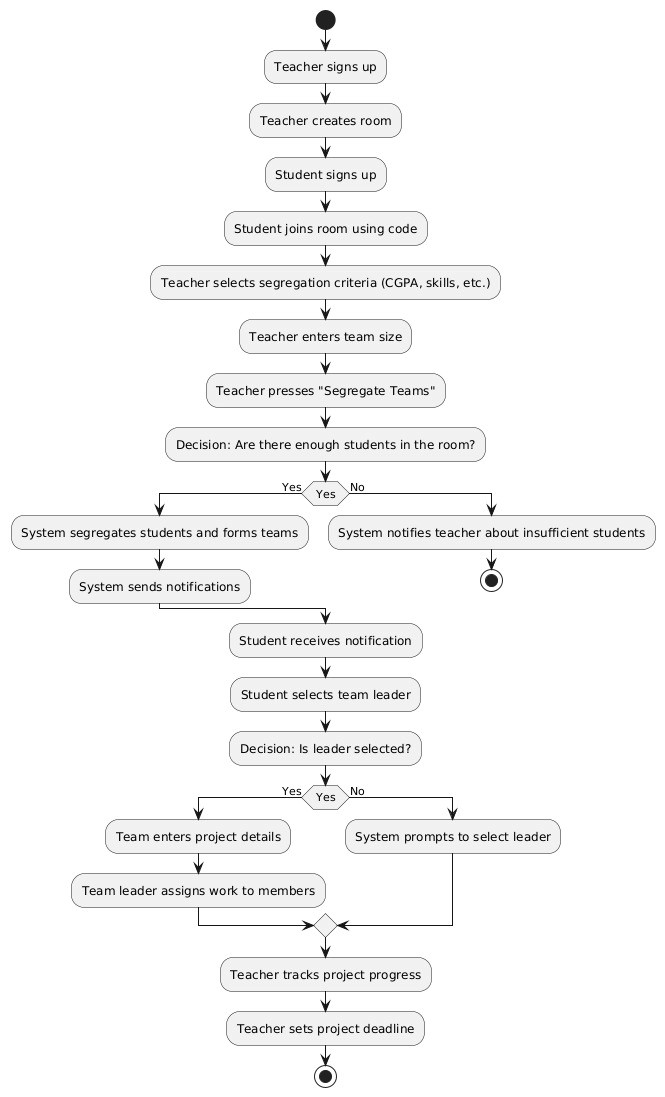 Teacher signs up
Teacher creates room
Student signs up
Student joins room using code
Teacher selects segregation criteria (CGPA, skills, etc.)
Teacher enters team size
Teacher presses "Segregate Teams"
Decision: Are there enough students in the room?
Yes
Yes
No
System segregates students and forms teams
System notifies teacher about insufficient students
System sends notifications
Student receives notification
Student selects team leader
Decision: Is leader selected?
Yes
Yes
No
Team enters project details
System prompts to select leader
Team leader assigns work to members
Teacher tracks project progress
Teacher sets project deadline